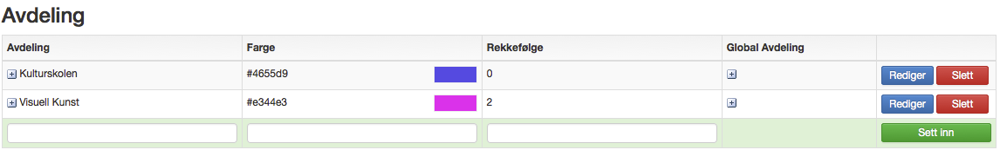 Avdeling
Avdeling Farge Rekkefølge Global Avdeling
Kulturskolen #4655d9 0 Rediger Slett
Visuell Kunst #e344e3 2 Rediger Slett
Sett inn